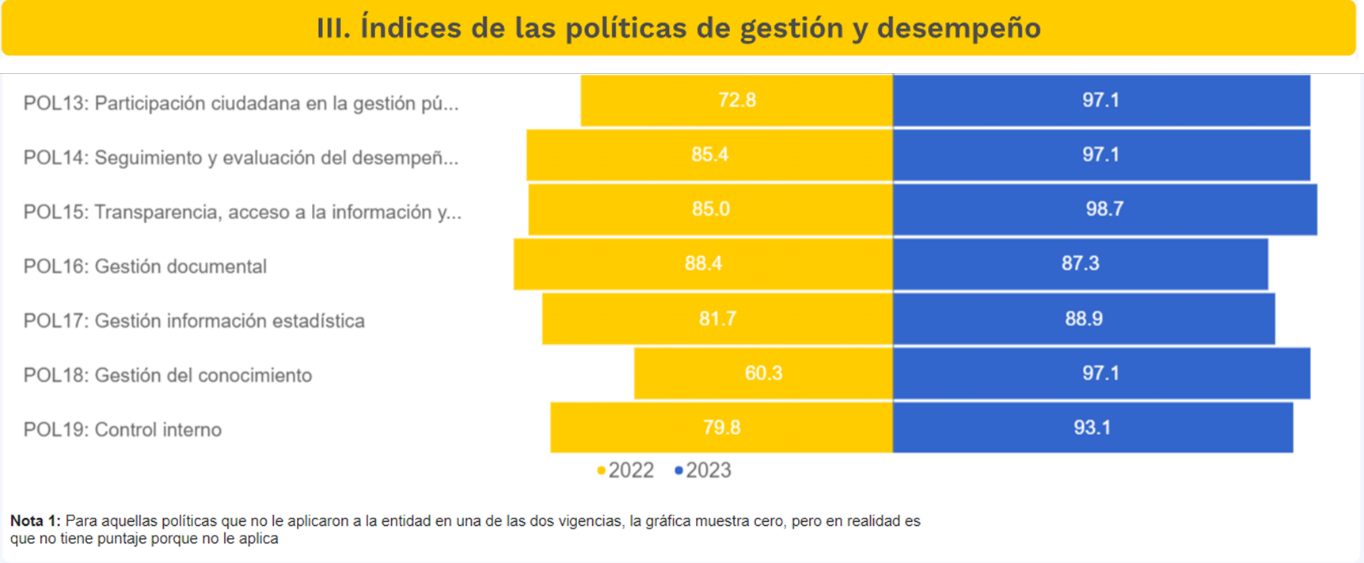 III. Índices de las políticas de gestión y desempeño
POL13: Participación ciudadana en la gestión pú... 72.8 97.1
POL14: Seguimiento y evaluación del desempeñ... 85.4 97.1
POL15: Transparencia, acceso a la información y... 85.0 98.7
POL16: Gestión documental 88.4 87.3
POL17: Gestión información estadística 81.7 88.9
POL18: Gestión del conocimiento 60.3 97.1
POL19: Control interno 79.8 93.1
2022 2023
Nota 1: Para aquellas políticas que no le aplicaron a la entidad en una de las dos vigencias, la gráfica muestra cero, pero en realidad es
que no tiene puntaje porque no le aplica